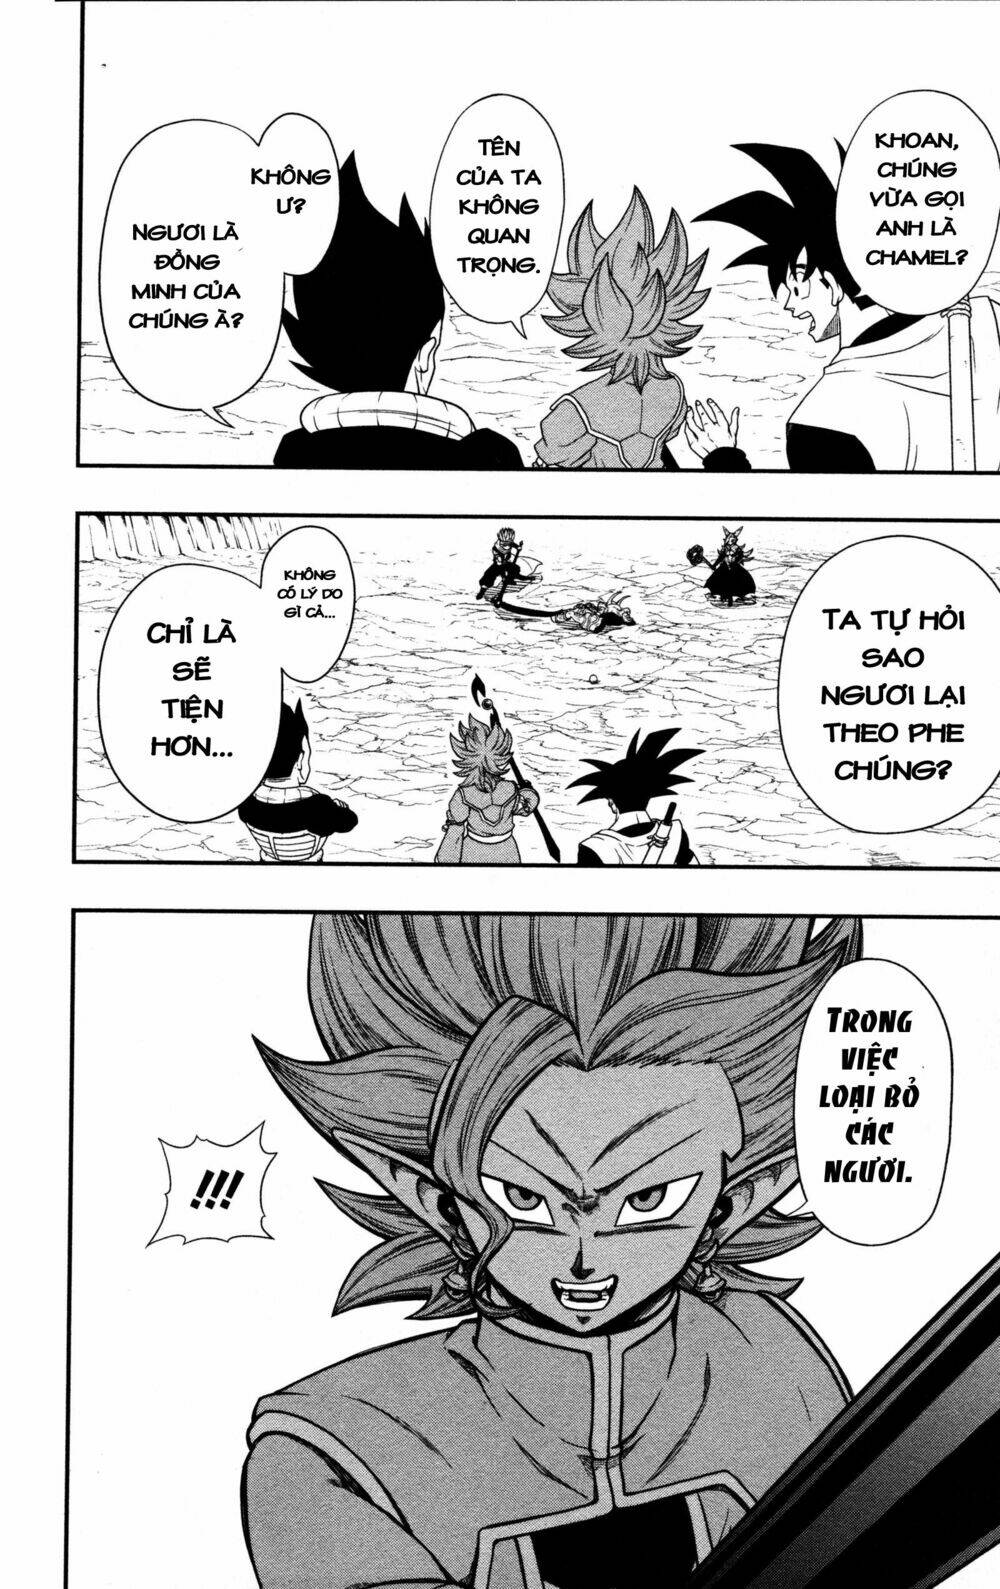 KHOAN,
CHÚNG
VỪA GỌI
ANH LÀ
CHAMEL?
TÊN
CỦA TA
KHÔNG
QUAN
TRỌNG.
KHÔNG
Ư?
NGƯƠI LÀ
ĐỒNG
MINH CỦA
CHÚNG À?
TA TỰ HỎI
SAO
NGƯƠI LẠI
THEO PHE
CHÚNG?
KHÔNG
CÓ LÝ DO
GÌ CẢ...
CHỈ LÀ
SẼ
TIỆN
HƠN...
TRONG
VIỆC
LOẠI BỎ
CÁC
NGƯƠI.
!!!